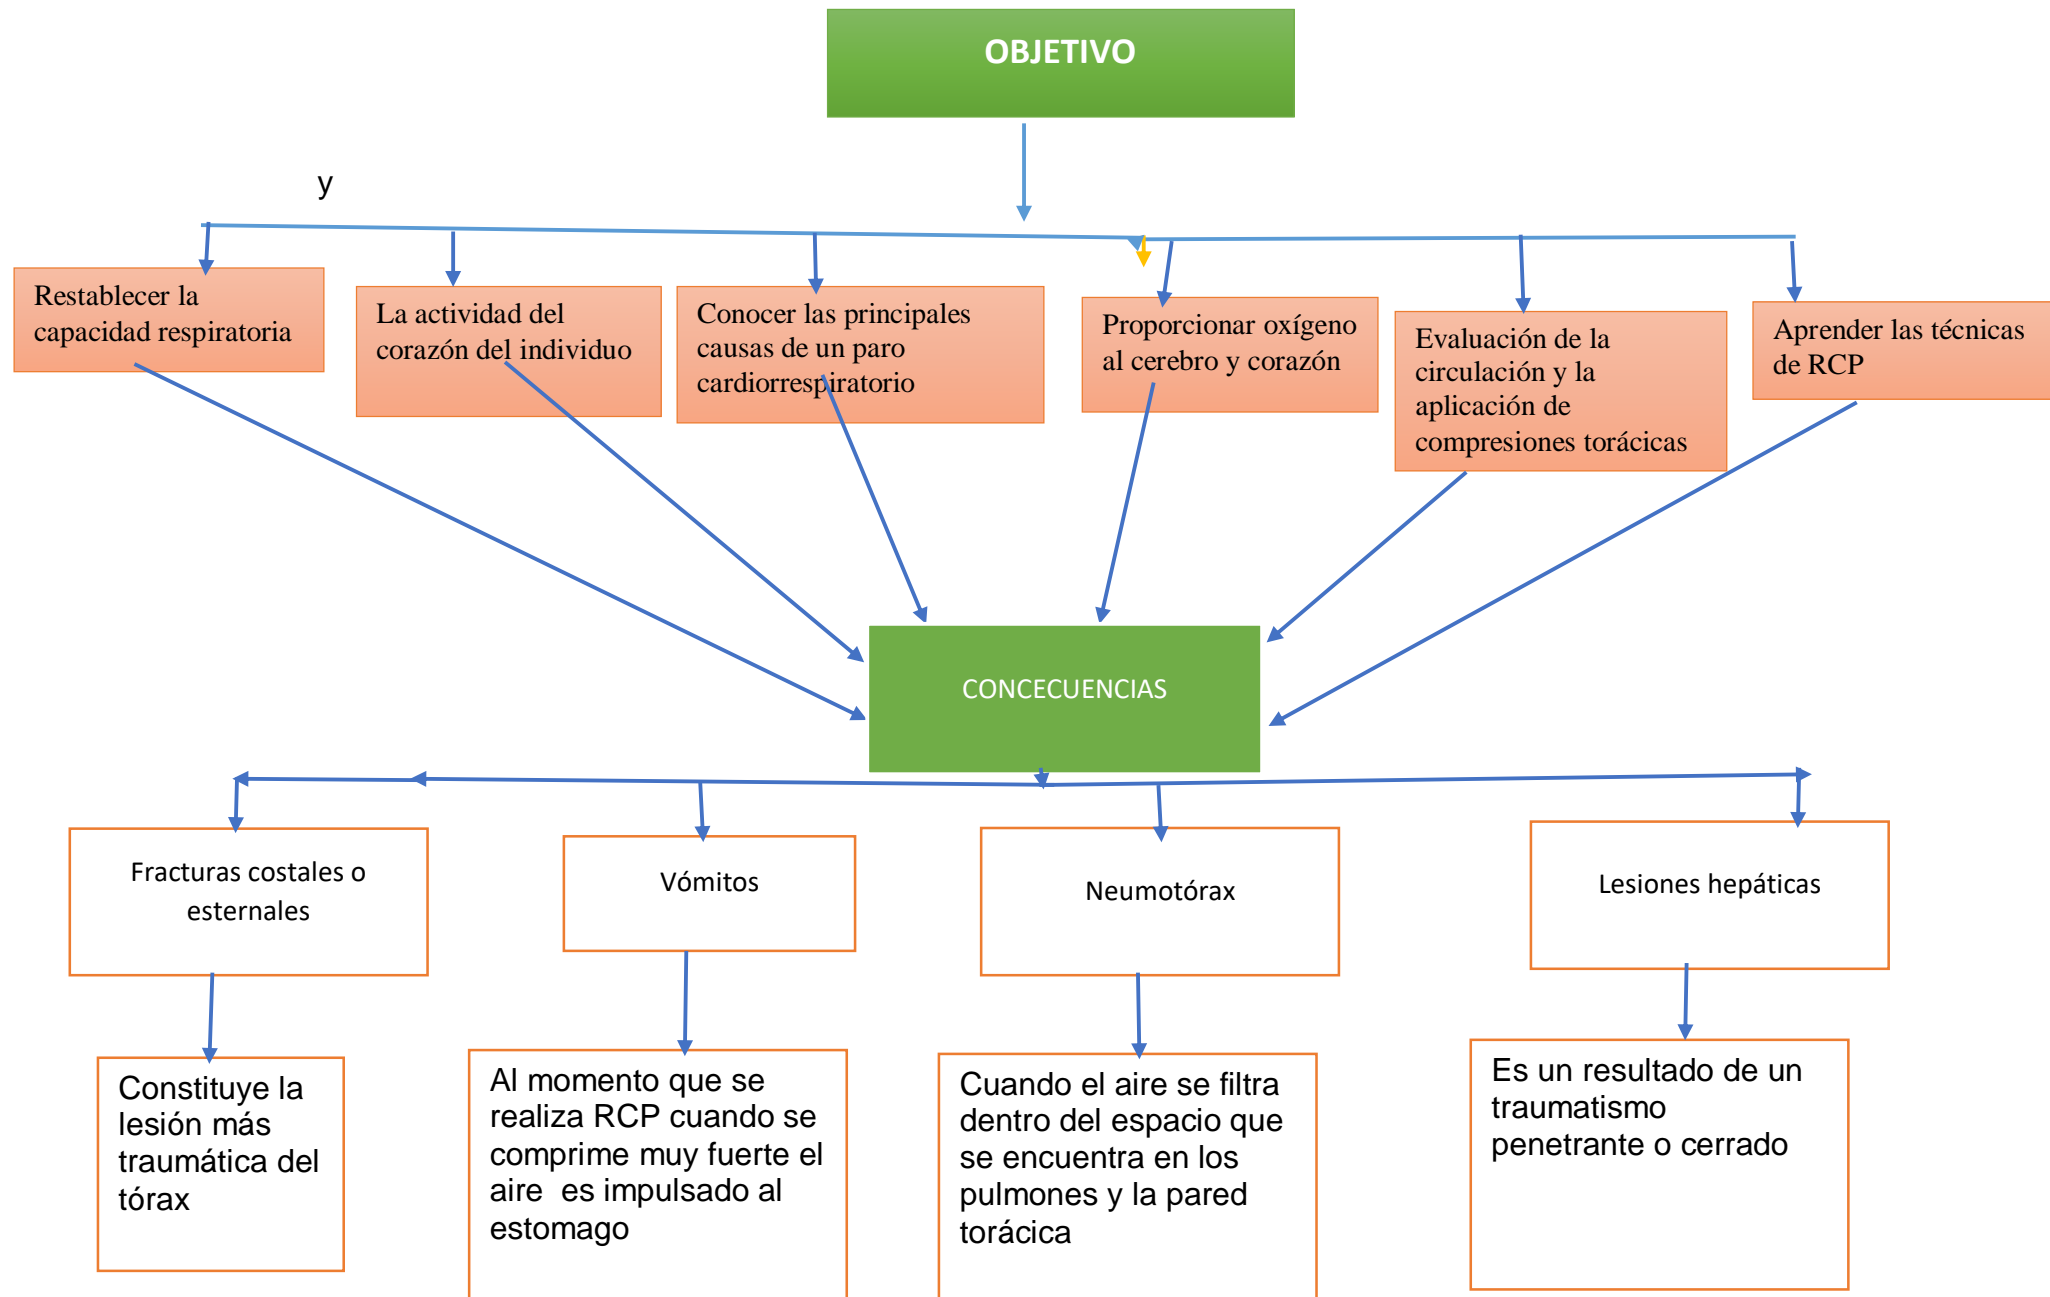 OBJETIVO
y
Restablecer la
capacidad respiratoria
La actividad del
corazón del individuo
Conocer las principales
causas de un paro
cardiorrespiratorio
Proporcionar oxígeno
al cerebro y corazón
Evaluación de la
circulación y la
aplicación de
compresiones torácicas
Aprender las técnicas
de RCP
CONCECUENCIAS
Fracturas costales o
esternales
Vómitos
Neumotórax
Lesiones hepáticas
Constituye la
lesión más
traumática del
tórax
Al momento que se
realiza RCP cuando se
comprime muy fuerte el
aire  es impulsado al
estomago
Cuando el aire se filtra
dentro del espacio que
se encuentra en los
pulmones y la pared
torácica
Es un resultado de un
traumatismo
penetrante o cerrado